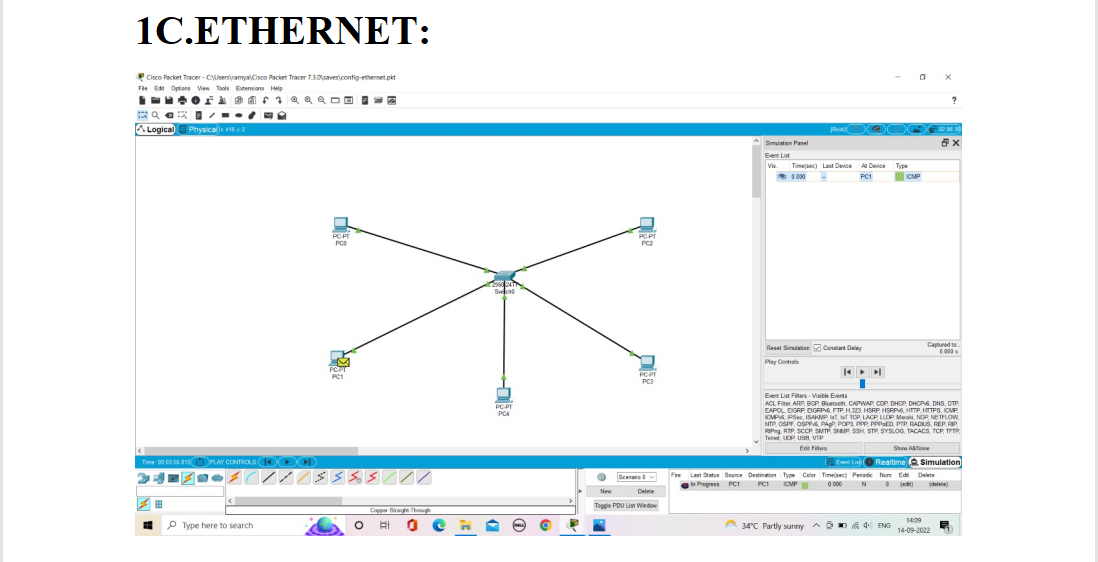 1C.ETHERNET:
Cisco Packet Tracer - C:\Users\ramya\Cisco Packet Tracer 7.3.0\saves\config-ethernet.pkt
File Edit Options View Tools Extensions Help
?
Logical Physical x 416, y 2 [Root] 02:06:30
Simulation Panel
Event List
Vis. Time(sec) Last Device At Device Type
0.000 -- PC1 ICMP
PC-PT
PC0
PC-PT
PC2
2960-24TT
Switch0
PC-PT
PC1
PC-PT
PC3
PC-PT
PC4
Reset Simulation Constant Delay Captured to:
0.000 s
Play Controls
Event List Filters - Visible Events
ACL Filter, ARP, BGP, Bluetooth, CAPWAP, CDP, DHCP, DHCPv6, DNS, DTP,
EAPOL, EIGRP, EIGRPv6, FTP, H.323, HSRP, HSRPv6, HTTP, HTTPS, ICMP,
ICMPv6, IPSec, ISAKMP, IoT, IoT TCP, LACP, LLDP, Meraki, NDP, NETFLOW,
NTP, OSPF, OSPFv6, PAgP, POP3, PPP, PPPoED, PTP, RADIUS, REP, RIP,
RIPng, RTP, SCCP, SMTP, SNMP, SSH, STP, SYSLOG, TACACS, TCP, TFTP,
Telnet, UDP, USB, VTP
Edit Filters Show All/None
Time: 00:03:56.815 PLAY CONTROLS: Event List Realtime Simulation
Scenario 0
New Delete
Toggle PDU List Window
Fire Last Status Source Destination Type Color Time(sec) Periodic Num Edit Delete
In Progress PC1 PC1 ICMP 0.000 N 0 (edit) (delete)
Copper Straight-Through
Type here to search
DELL
34°C Partly sunny ENG
14:09
14-09-2022